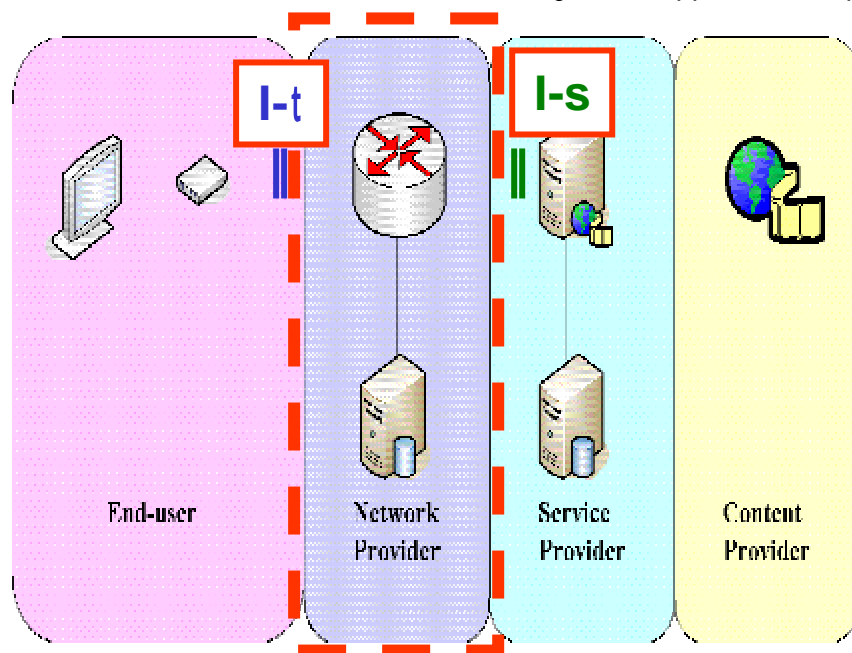 I-t
I-s
End-user
Network
Provider
Service
Provider
Content
Provider